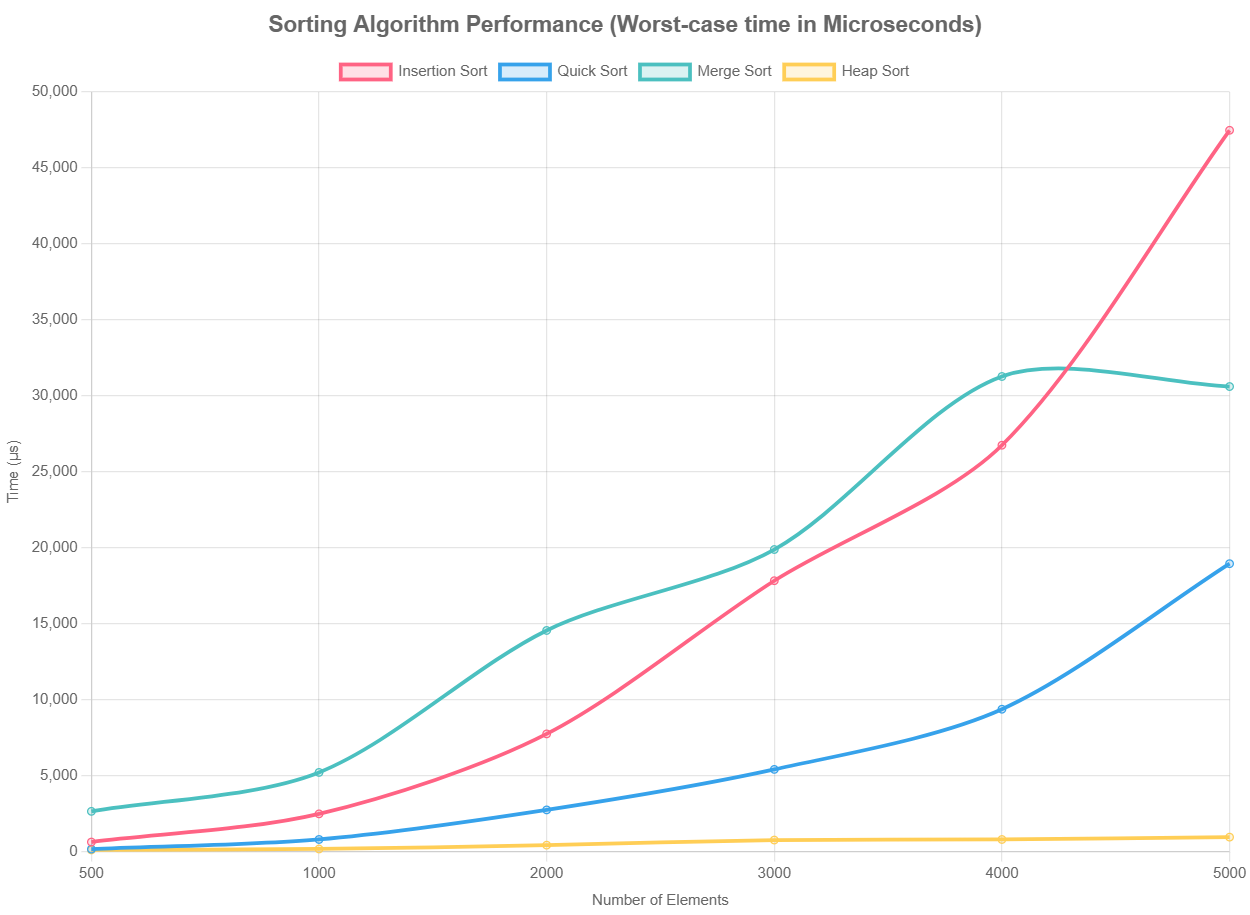 Sorting Algorithm Performance (Worst-case time in Microseconds)
Insertion Sort Quick Sort Merge Sort Heap Sort
50,000
45,000
40,000
35,000
30,000
25,000
20,000
15,000
10,000
5,000
0
Time (µs)
500 1000 2000 3000 4000 5000
Number of Elements